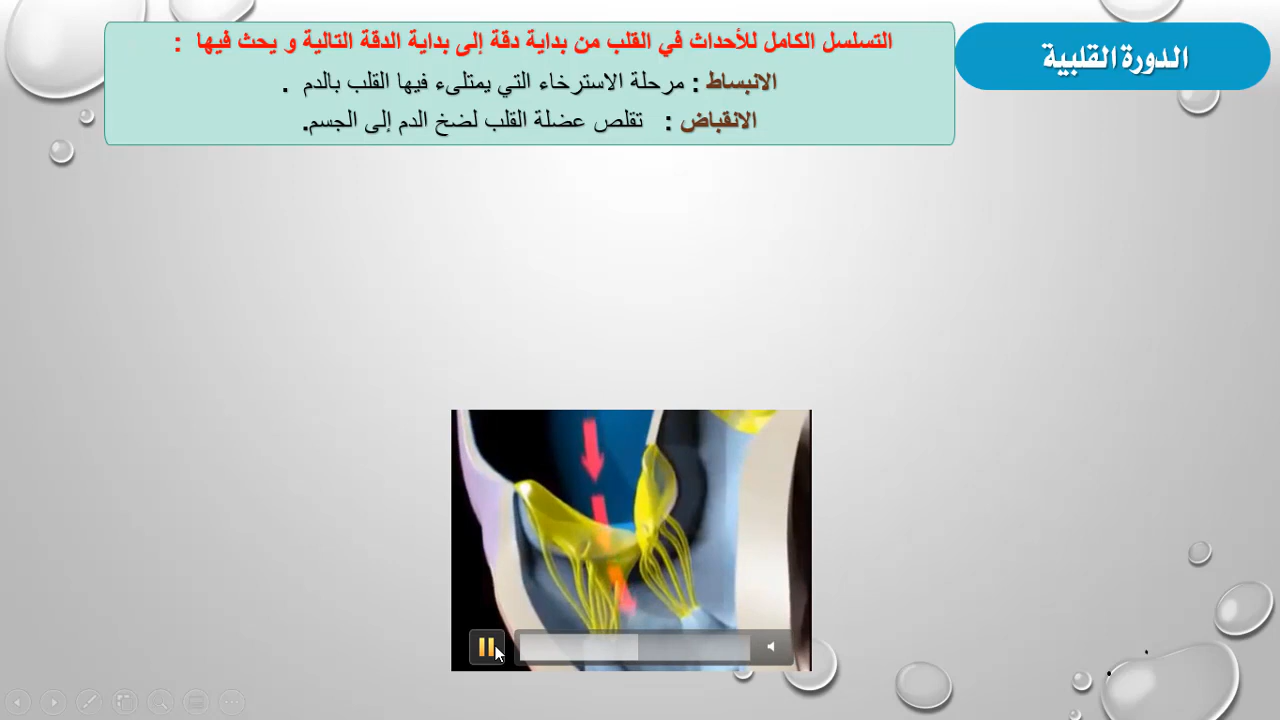 الدورة القلبية
التسلسل الكامل للأحداث في القلب من بداية دقة إلى بداية الدقة التالية و يحث فيها :
الانبساط : مرحلة الاسترخاء التي يمتلىء فيها القلب بالدم .
الانقباض : تقلص عضلة القلب لضخ الدم إلى الجسم.